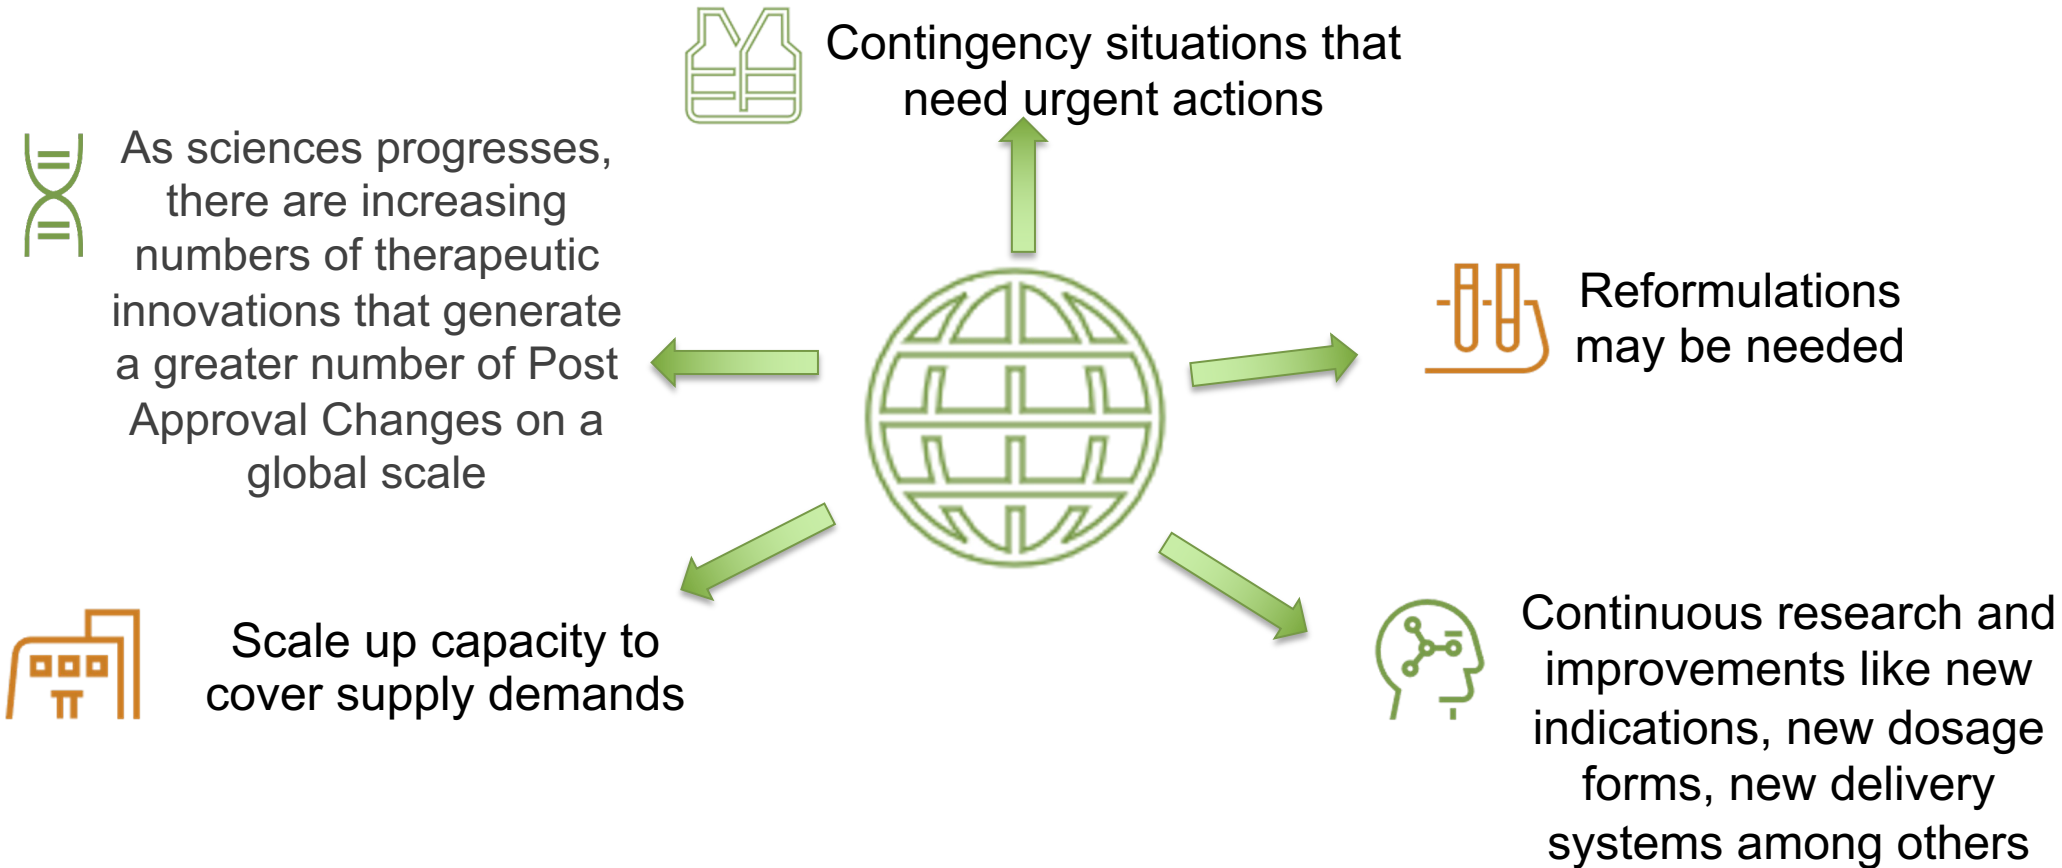 Contingency situations that
need urgent actions
As sciences progresses,
there are increasing
numbers of therapeutic
innovations that generate
a greater number of Post
Approval Changes on a
global scale
Reformulations
may be needed
Scale up capacity to
cover supply demands
Continuous research and
improvements like new
indications, new dosage
forms, new delivery
systems among others